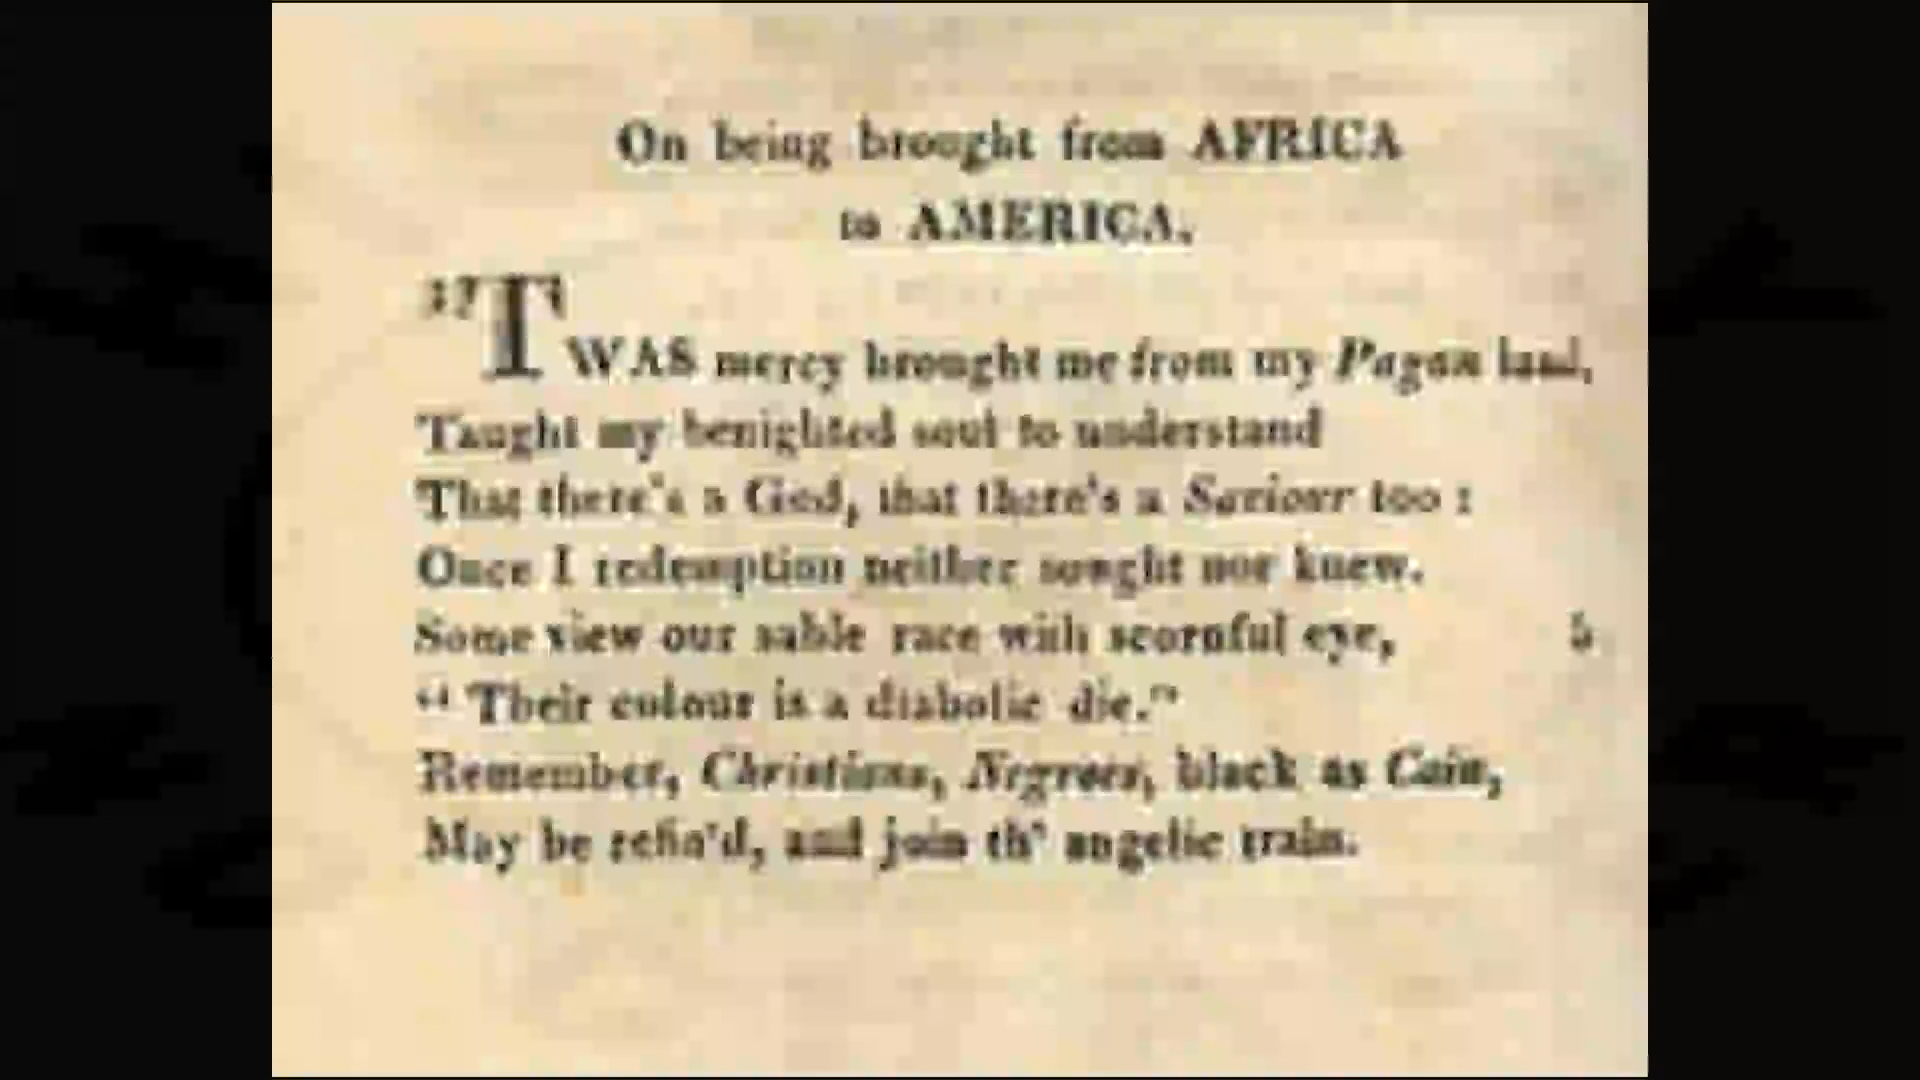 On being brought from AFRICA
to AMERICA.
'TWAS mercy brought me from my Pagan land,
Taught my benighted soul to understand
That there's a God, that there's a Saviour too :
Once I redemption neither sought nor knew.
Some view our sable race with scornful eye, 5
" Their colour is a diabolic die."
Remember, Christians, Negroes, black as Cain,
May be refin'd, and join th' angelic train.